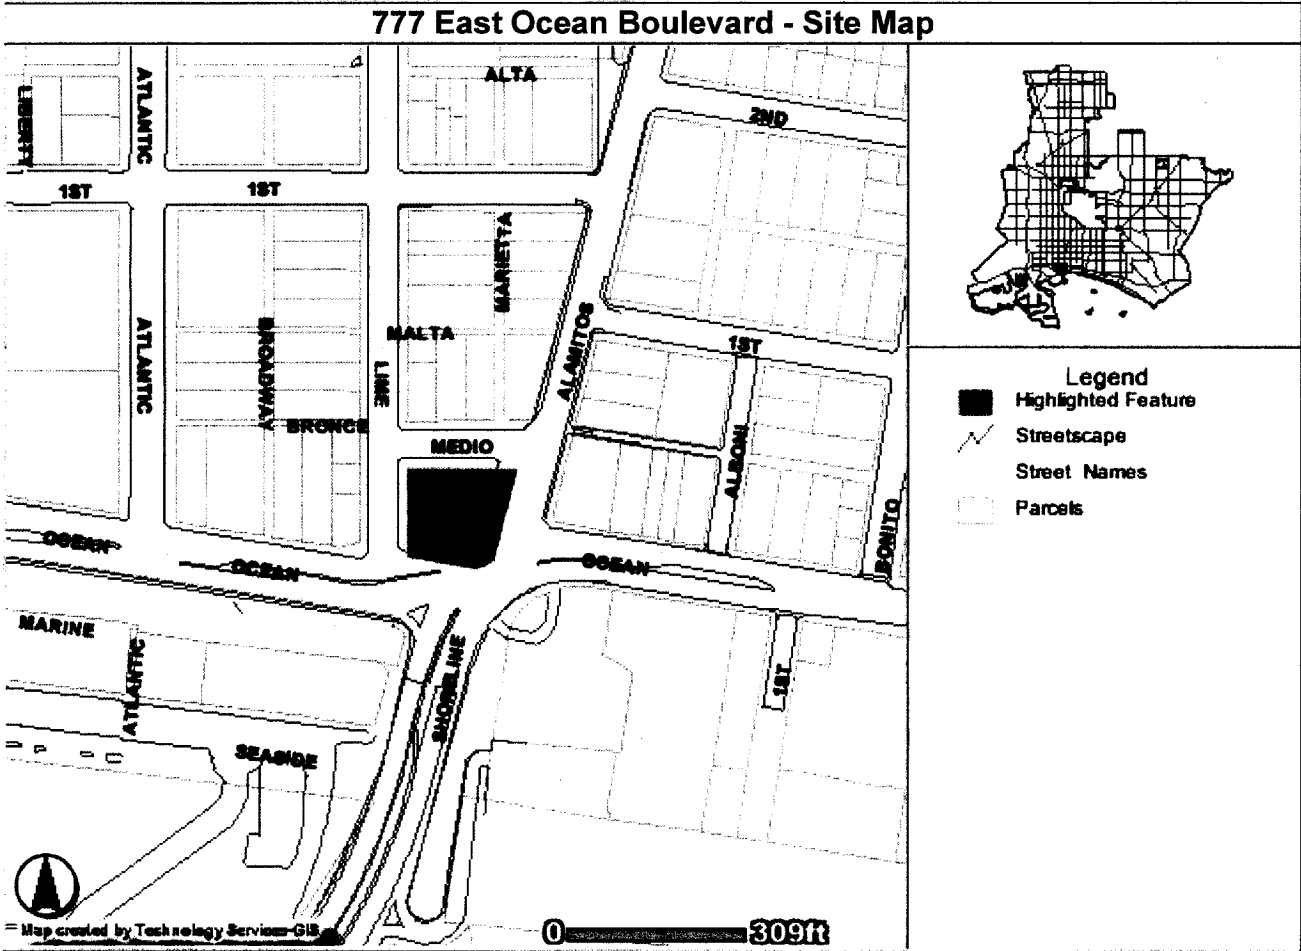 777 East Ocean Boulevard - Site Map
ALTA
LIBERTY
ATLANTIC
2ND
1ST
1ST
MARIETTA
ATLANTIC
BROADWAY
MALTA
LIME
ALAMITOS
1ST
BRONCE
MEDIO
ALBONI
BONITO
OCEAN
OCEAN
OCEAN
MARINE
ATLANTIC
SHORELINE
1ST
SEASIDE
Map created by Technology Services-GIS
0 309ft
Legend
Highlighted Feature
Streetscape
Street Names
Parcels